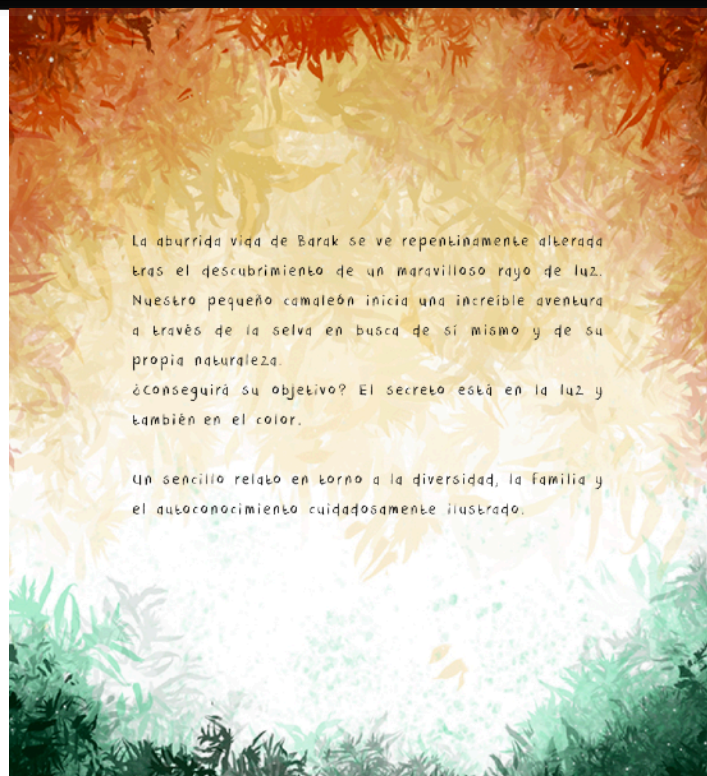 La aburrida vida de Barak se ve repentinamente alterada
tras el descubrimiento de un maravilloso rayo de luz.
Nuestro pequeño camaleón inicia una increíble aventura
a través de la selva en busca de sí mismo y de su
propia naturaleza.
¿Conseguirá su objetivo? El secreto está en la luz y
también en el color.
Un sencillo relato en torno a la diversidad, la familia y
el autoconocimiento cuidadosamente ilustrado.